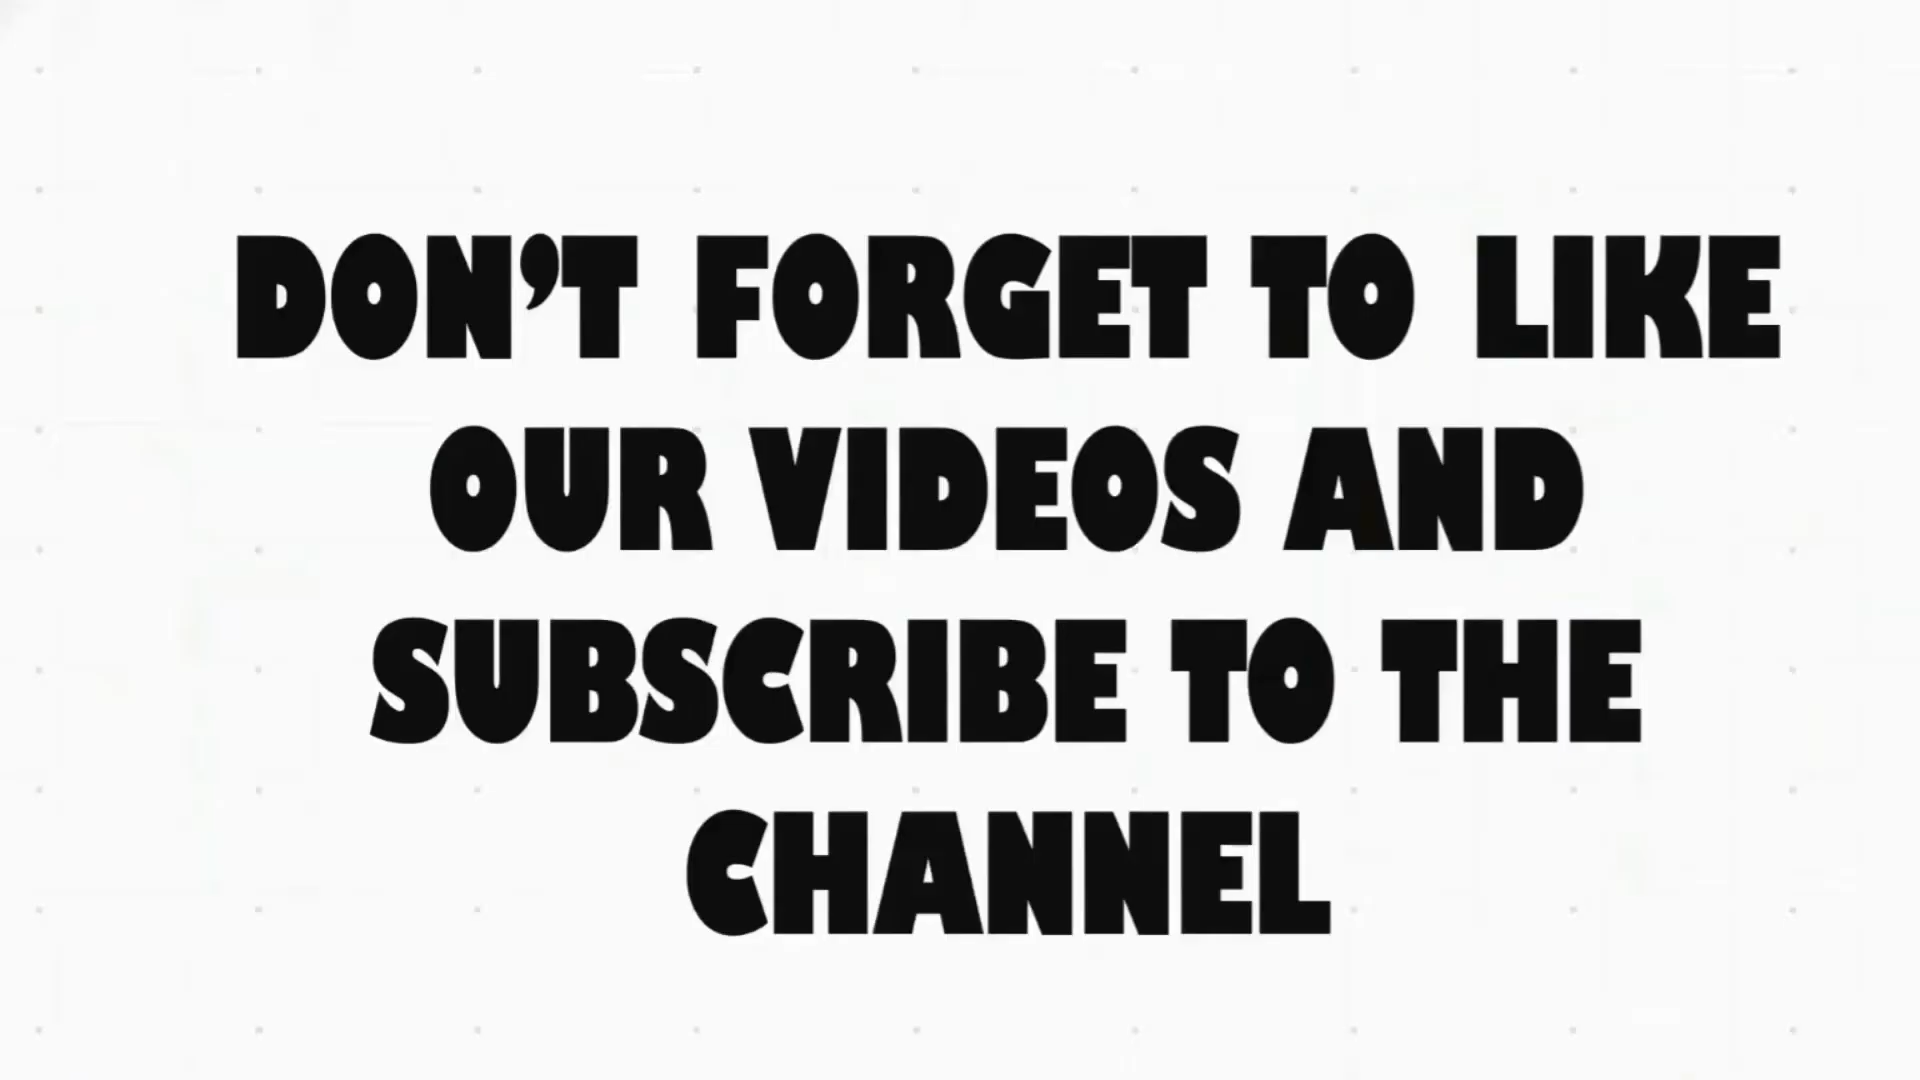 DON’T FORGET TO LIKE
OUR VIDEOS AND
SUBSCRIBE TO THE
CHANNEL